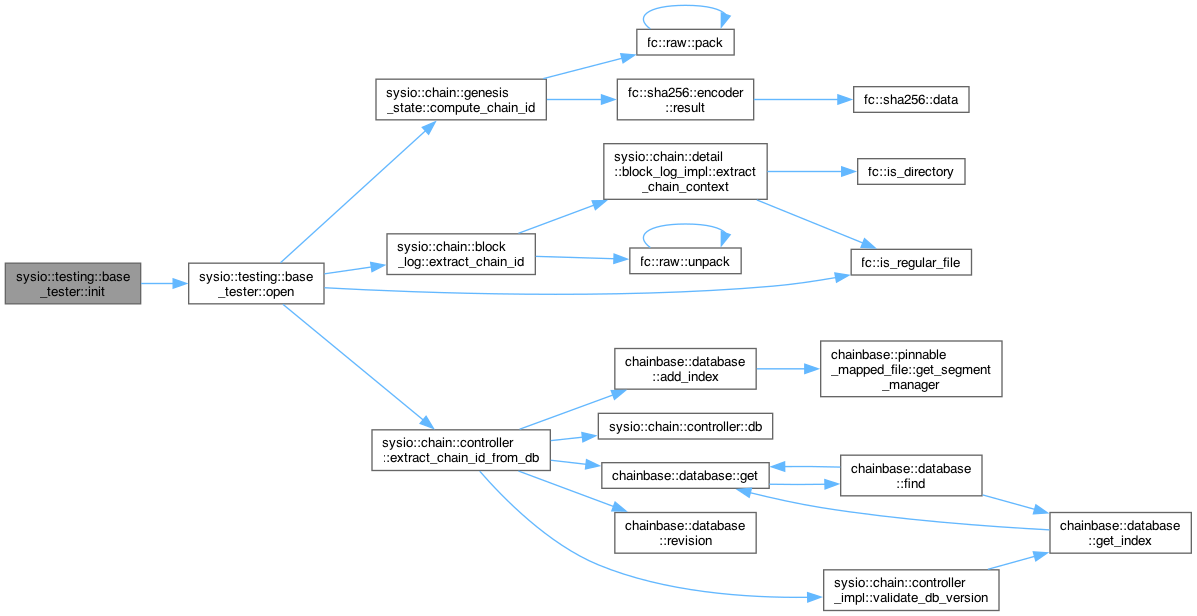 fc::raw::pack
sysio::chain::genesis
_state::compute_chain_id
fc::sha256::encoder
::result
fc::sha256::data
sysio::chain::detail
::block_log_impl::extract
_chain_context
fc::is_directory
sysio::chain::block
_log::extract_chain_id
fc::raw::unpack
fc::is_regular_file
sysio::testing::base
_tester::init
sysio::testing::base
_tester::open
chainbase::database
::add_index
chainbase::pinnable
_mapped_file::get_segment
_manager
sysio::chain::controller::db
sysio::chain::controller
::extract_chain_id_from_db
chainbase::database::get
chainbase::database
::find
chainbase::database
::revision
chainbase::database
::get_index
sysio::chain::controller
_impl::validate_db_version